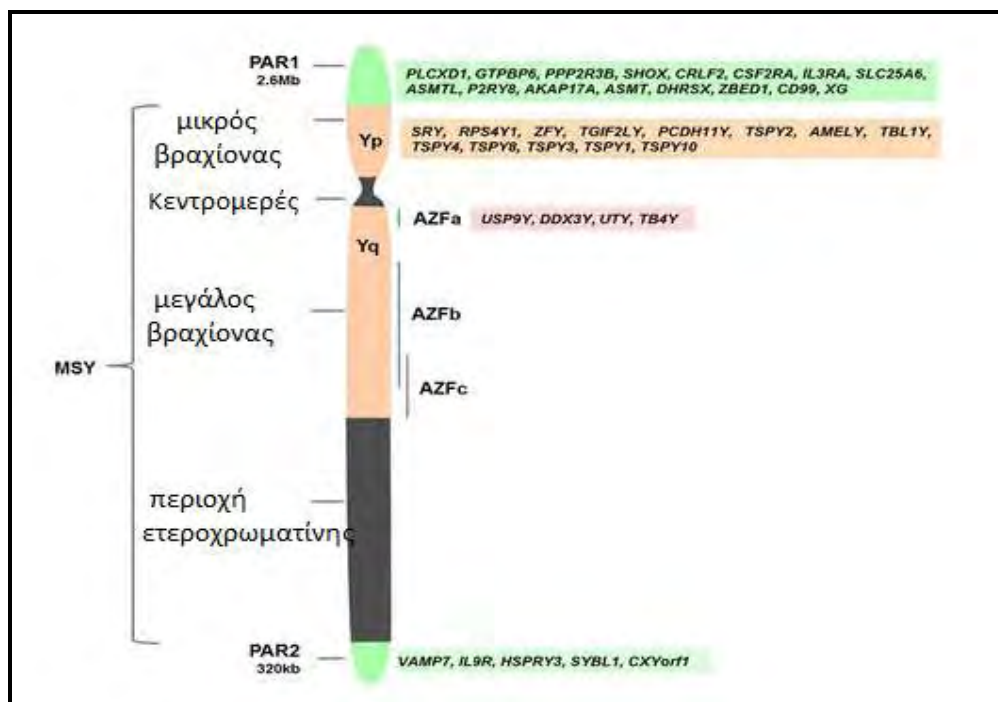 PAR1
2.6Mb
PLCXD1, GTPBP6, PPP2R3B, SHOX, CRLF2, CSF2RA, IL3RA, SLC25A6,
ASMTL, P2RY8, AKAP17A, ASMT, DHRSX, ZBED1, CD99, XG
μικρός
βραχίονας
Yp
SRY, RPS4Y1, ZFY, TGIF2LY, PCDH11Y, TSPY2, AMELY, TBL1Y,
TSPY4, TSPY8, TSPY3, TSPY1, TSPY10
Κεντρομερές
AZFa
USP9Y, DDX3Y, UTY, TB4Y
Yq
μεγάλος
βραχίονας
AZFb
MSY
AZFc
περιοχή
ετεροχρωματίνης
PAR2
320kb
VAMP7, IL9R, HSPRY3, SYBL1, CXYorf1